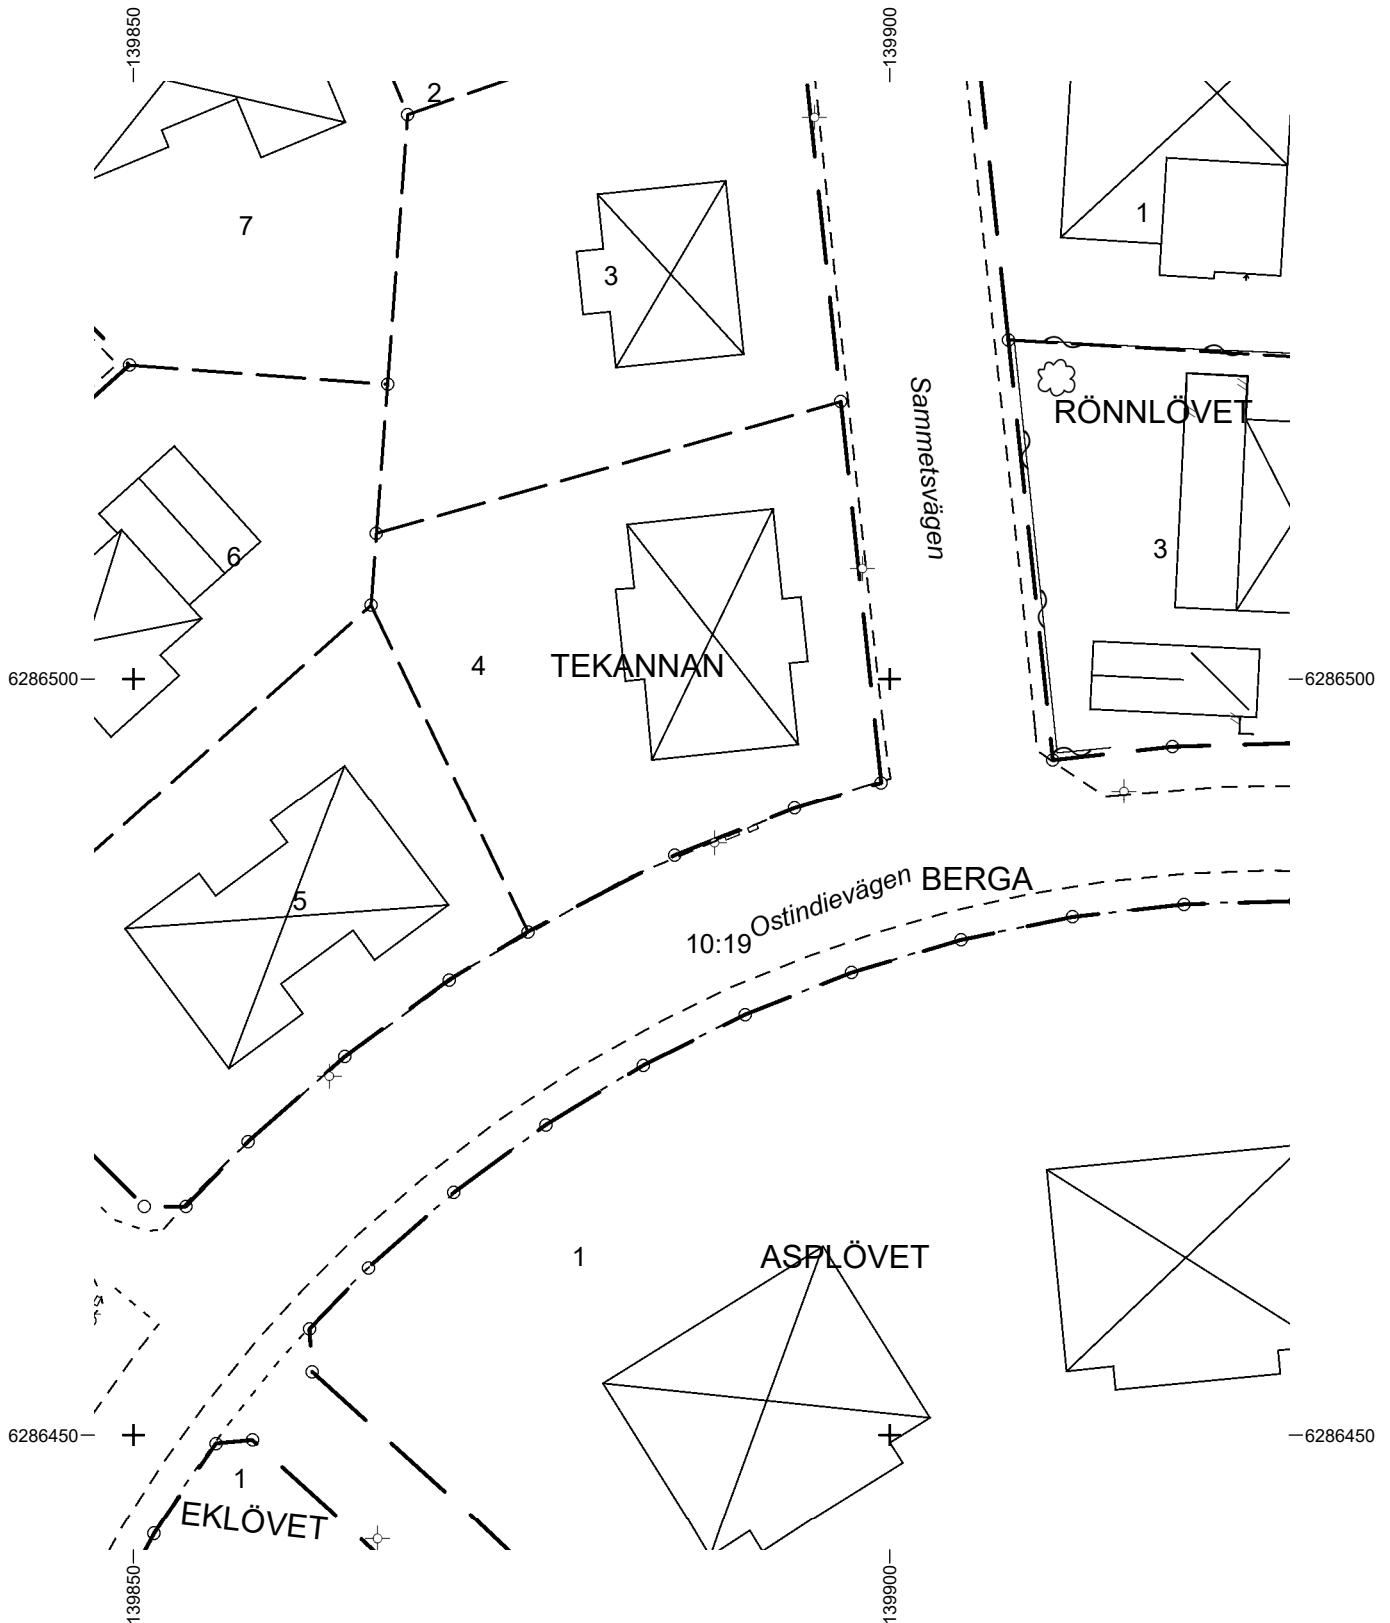 139850
139900
2
7
1
3
Sammetsvägen
RÖNNLÖVET
6
3
4
TEKANNAN
6286500
6286500
5
BERGA
Ostindievägen
10:19
1
ASPLÖVET
6286450
6286450
1
EKLÖVET
139850
139900